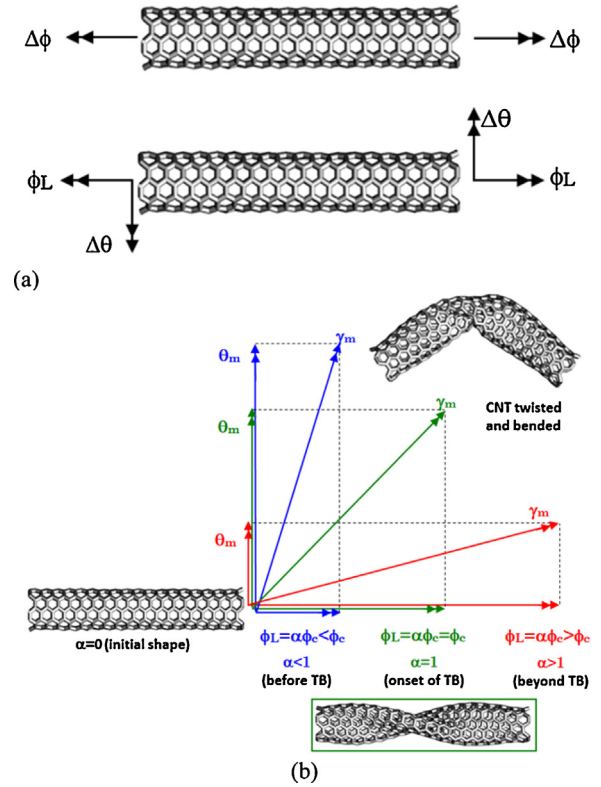 Δϕ Δϕ
Δθ
ϕL ϕL
Δθ
(a)
θm γm
θm γm
CNT twisted
and bended
θm γm
α=0 (initial shape)
ϕL=αϕc<ϕc ϕL=αϕc=ϕc ϕL=αϕc>ϕc
α<1 α=1 α>1
(before TB) (onset of TB) (beyond TB)
(b)